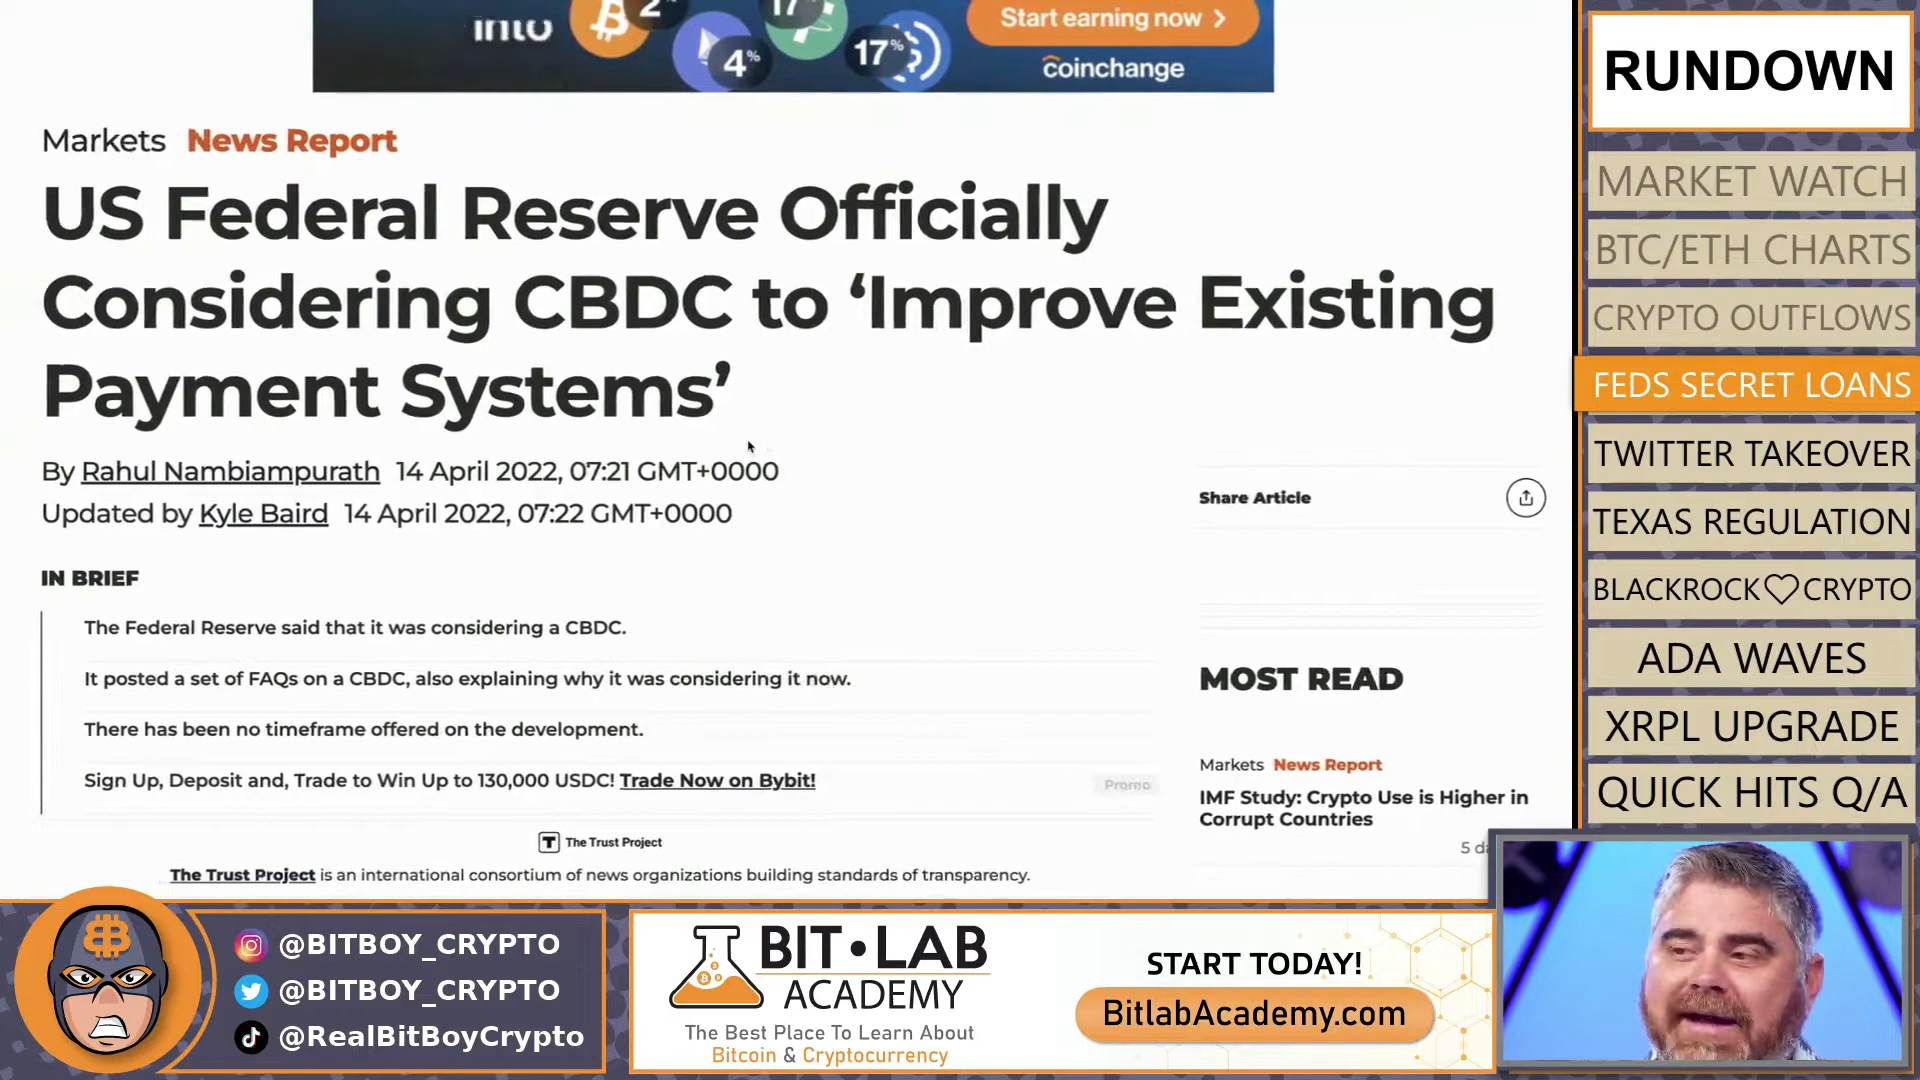 into
2%
17%
4%
17%
Start earning now >
coinchange
Markets News Report
US Federal Reserve Officially
Considering CBDC to ‘Improve Existing
Payment Systems’
By Rahul Nambiampurath 14 April 2022, 07:21 GMT+0000
Updated by Kyle Baird 14 April 2022, 07:22 GMT+0000
Share Article
IN BRIEF
The Federal Reserve said that it was considering a CBDC.
It posted a set of FAQs on a CBDC, also explaining why it was considering it now.
There has been no timeframe offered on the development.
Sign Up, Deposit and, Trade to Win Up to 130,000 USDC! Trade Now on Bybit!
Promo
T The Trust Project
The Trust Project is an international consortium of news organizations building standards of transparency.
MOST READ
Markets News Report
IMF Study: Crypto Use is Higher in
Corrupt Countries
RUNDOWN
MARKET WATCH
BTC/ETH CHARTS
CRYPTO OUTFLOWS
FEDS SECRET LOANS
TWITTER TAKEOVER
TEXAS REGULATION
BLACKROCK♡CRYPTO
ADA WAVES
XRPL UPGRADE
QUICK HITS Q/A
@BITBOY_CRYPTO
@BITBOY_CRYPTO
@RealBitBoyCrypto
BIT•LAB
ACADEMY
The Best Place To Learn About
Bitcoin & Cryptocurrency
START TODAY!
BitlabAcademy.com